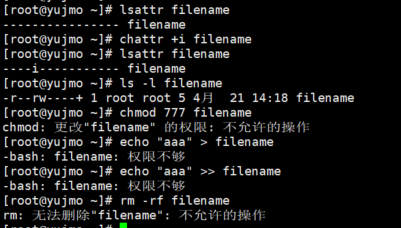 [root@yujmo ~]# lsattr filename
---------------- filename
[root@yujmo ~]# chattr +i filename
[root@yujmo ~]# lsattr filename
----i----------- filename
[root@yujmo ~]# ls -l filename
-r--rw----+ 1 root root 5 4月  21 14:18 filename
[root@yujmo ~]# chmod 777 filename
chmod: 更改"filename" 的权限: 不允许的操作
[root@yujmo ~]# echo "aaa" > filename
-bash: filename: 权限不够
[root@yujmo ~]# echo "aaa" >> filename
-bash: filename: 权限不够
[root@yujmo ~]# rm -rf filename
rm: 无法删除"filename": 不允许的操作